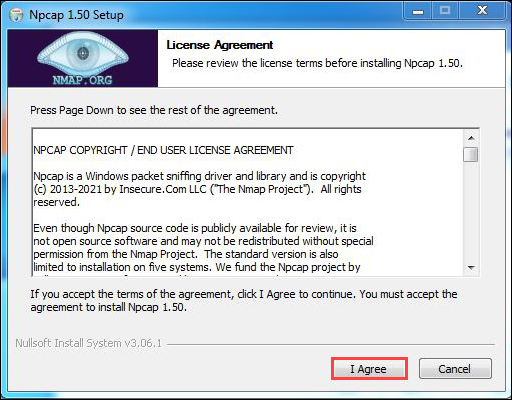 Npcap 1.50 Setup
License Agreement
Please review the license terms before installing Npcap 1.50.
NMAP.ORG
Press Page Down to see the rest of the agreement.
NPCAP COPYRIGHT / END USER LICENSE AGREEMENT
Npcap is a Windows packet sniffing driver and library and is copyright
(c) 2013-2021 by Insecure.Com LLC ("The Nmap Project").  All rights
reserved.
Even though Npcap source code is publicly available for review, it is
not open source software and may not be redistributed without special
permission from the Nmap Project.  The standard version is also
limited to installation on five systems. We fund the Npcap project by
If you accept the terms of the agreement, click I Agree to continue. You must accept the
agreement to install Npcap 1.50.
Nullsoft Install System v3.06.1
I Agree
Cancel